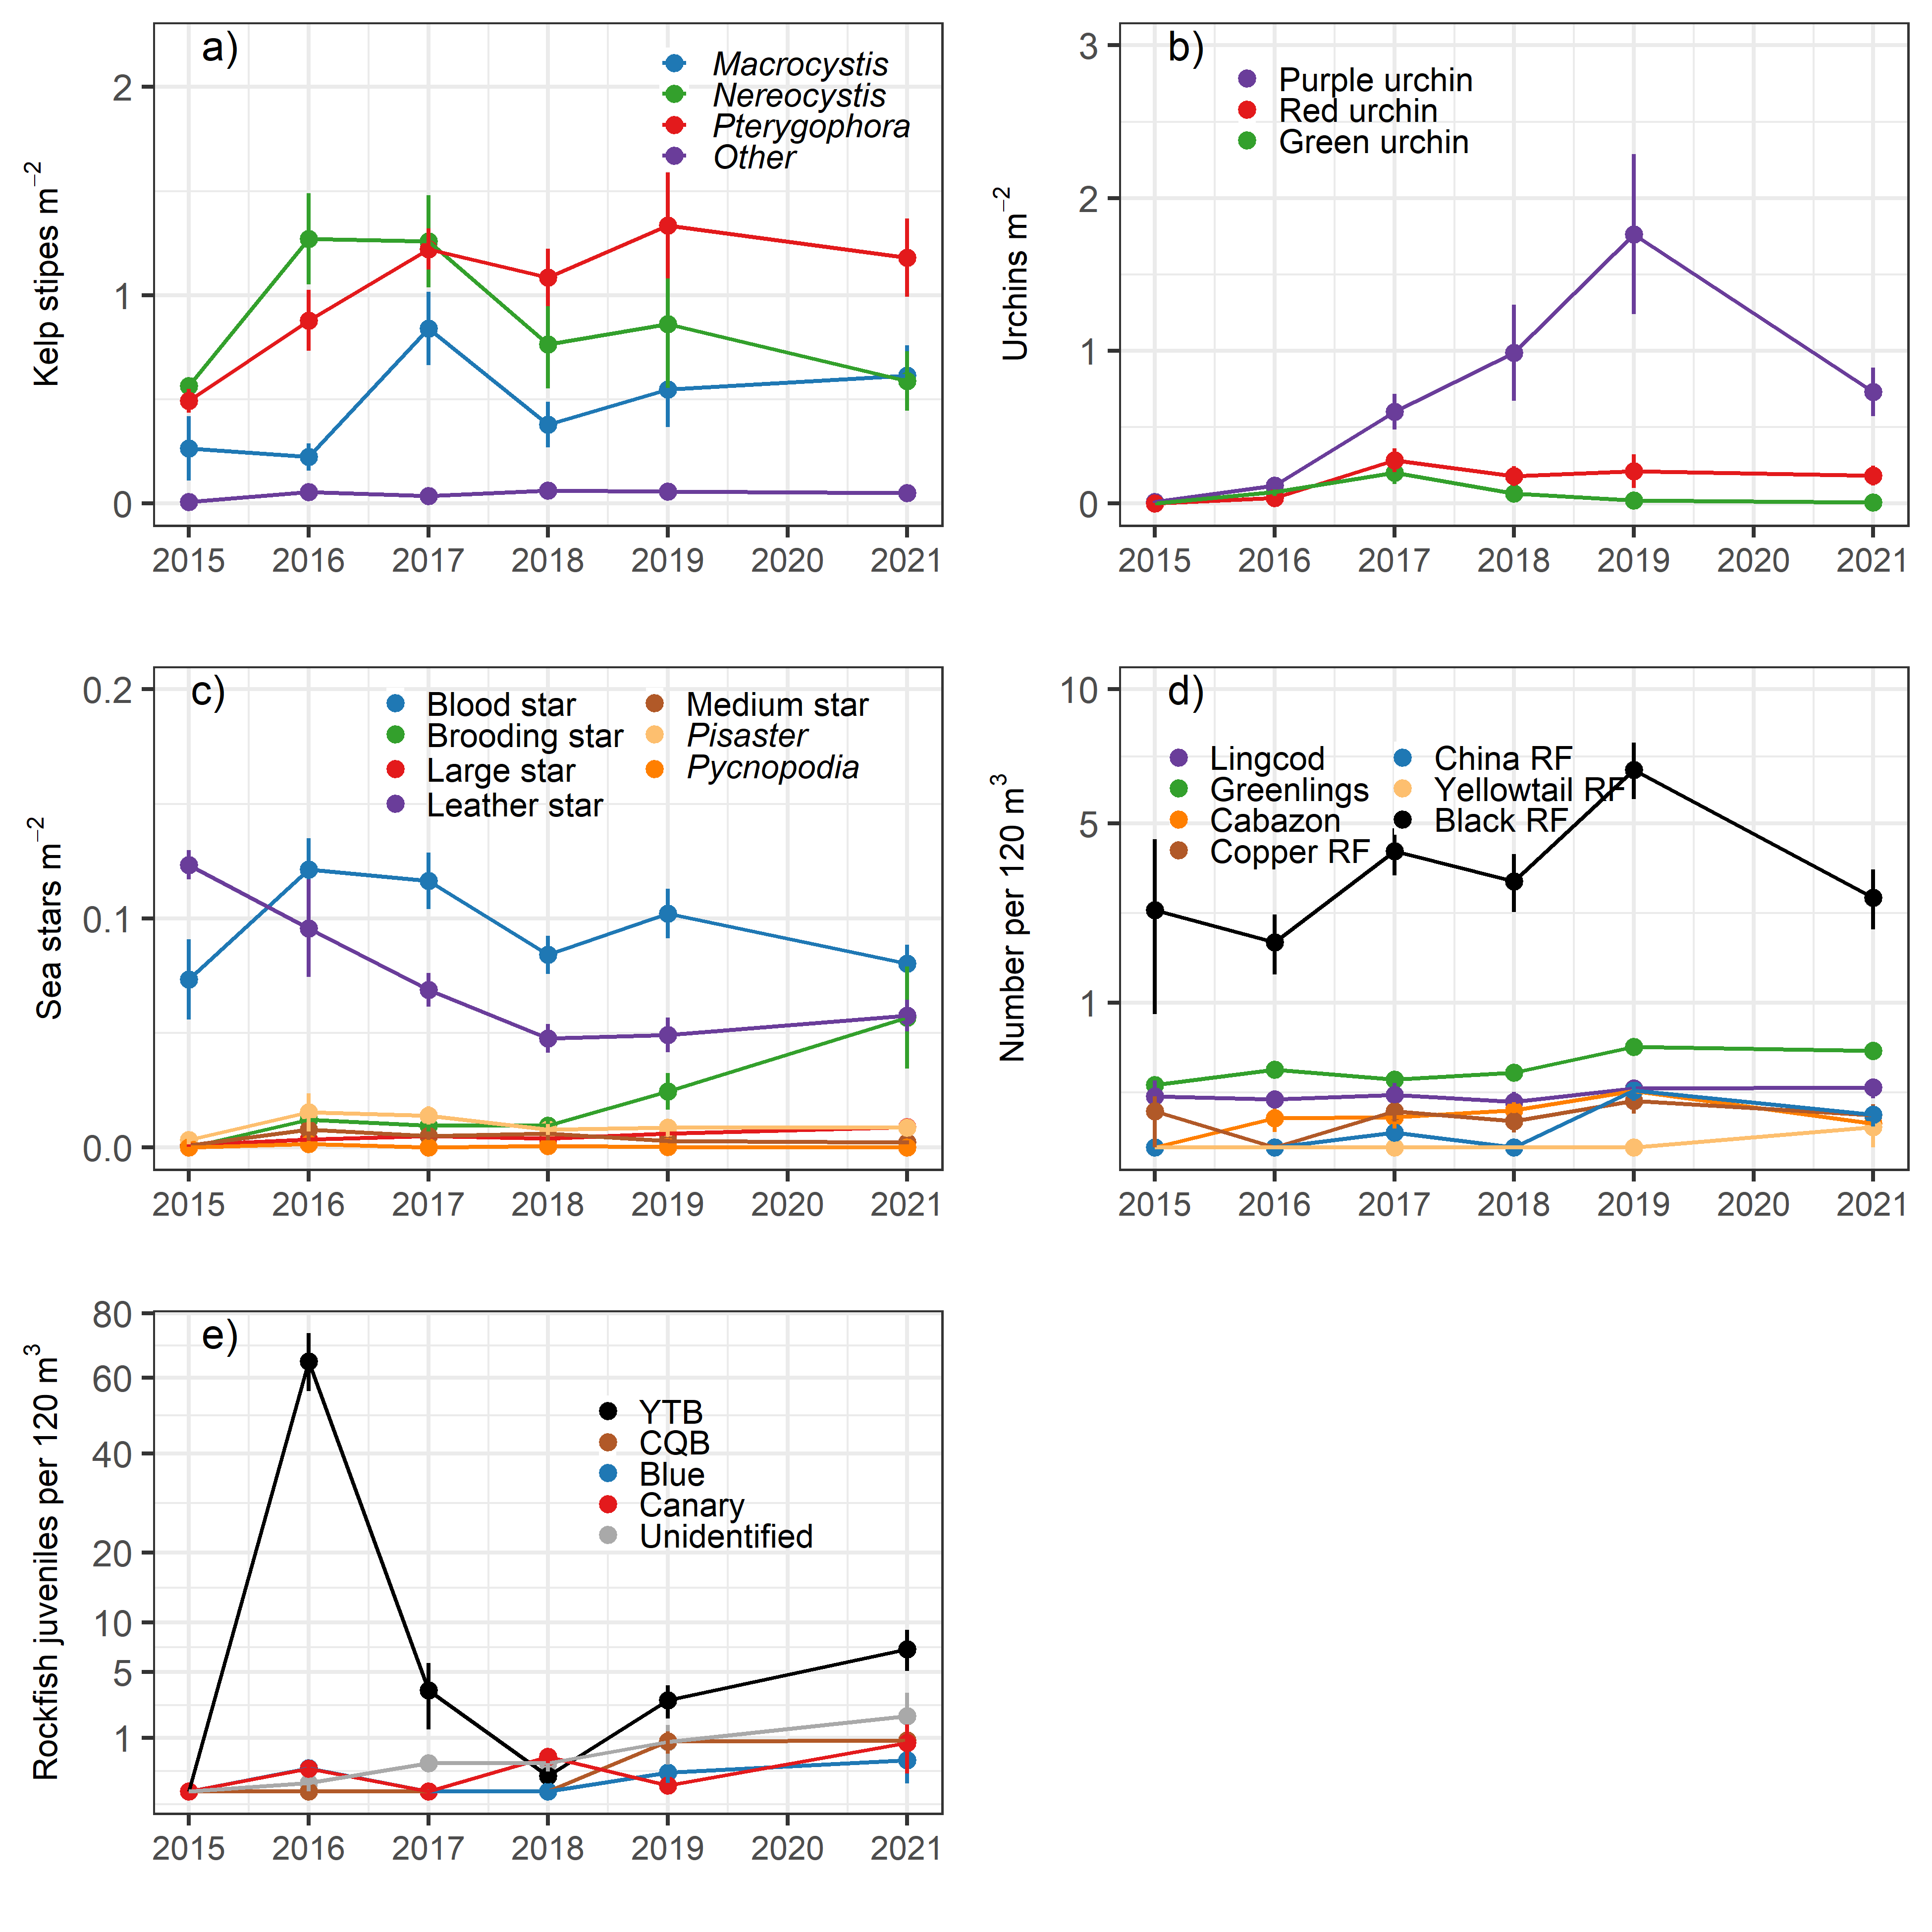 a)
Macrocystis
Nereocystis
Pterygophora
Other
Kelp stipes m⁻²
2
1
0
2015 2016 2017 2018 2019 2020 2021
b)
Purple urchin
Red urchin
Green urchin
Urchins m⁻²
3
2
1
0
2015 2016 2017 2018 2019 2020 2021
c)
Blood star Medium star
Brooding star Pisaster
Large star Pycnopodia
Leather star
Sea stars m⁻²
0.2
0.1
0.0
2015 2016 2017 2018 2019 2020 2021
d)
Lingcod China RF
Greenlings Yellowtail RF
Cabazon Black RF
Copper RF
Number per 120 m³
10
5
1
2015 2016 2017 2018 2019 2020 2021
e)
YTB
CQB
Blue
Canary
Unidentified
Rockfish juveniles per 120 m³
80
60
40
20
10
5
1
2015 2016 2017 2018 2019 2020 2021